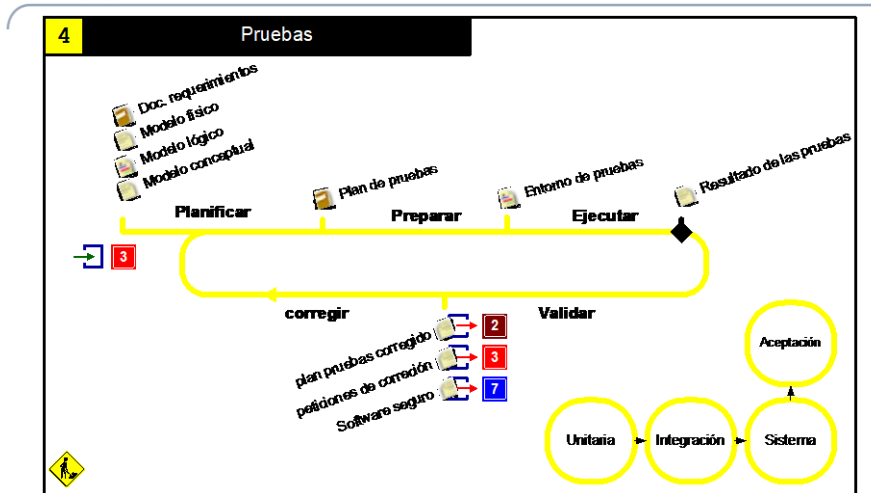 4
Pruebas
Doc. requerimientos
Modelo físico
Modelo lógico
Modelo conceptual
Plan de pruebas
Entorno de pruebas
Resultado de las pruebas
Planificar
Preparar
Ejecutar
3
corregir
Validar
plan pruebas corregido
2
peticiones de correción
3
Software seguro
7
Aceptación
Unitaria
Integración
Sistema